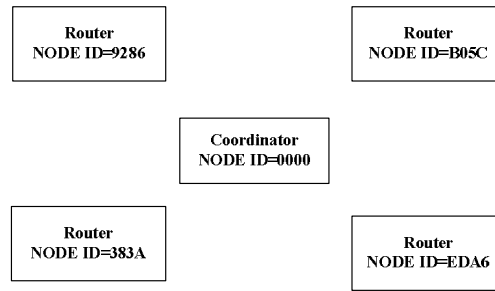 Router
NODE ID=9286
Router
NODE ID=B05C
Coordinator
NODE ID=0000
Router
NODE ID=383A
Router
NODE ID=EDA6